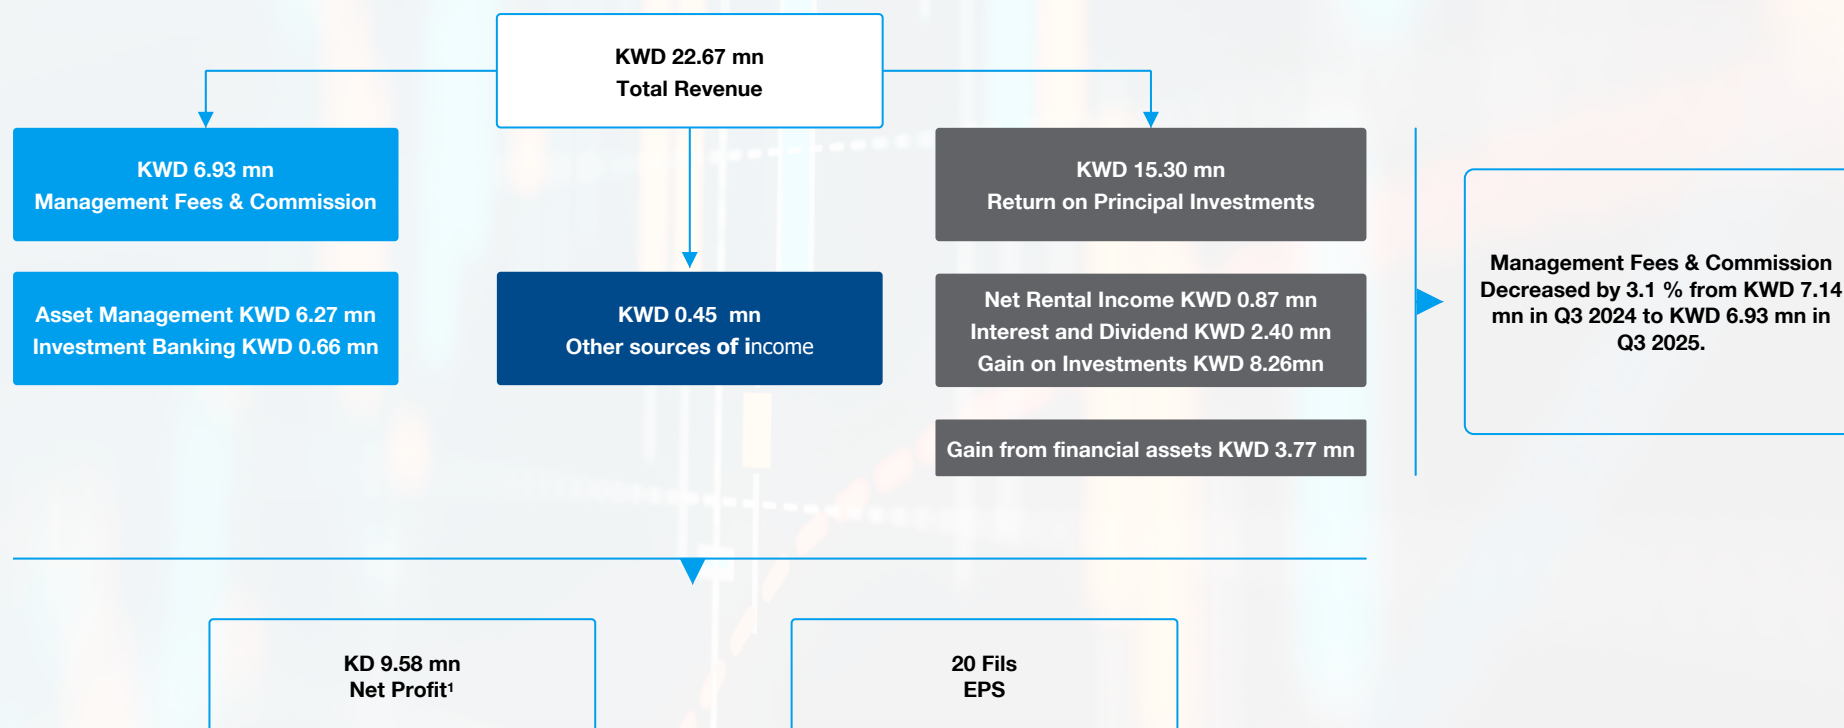 KWD 22.67 mn
Total Revenue
KWD 6.93 mn
Management Fees & Commission
Asset Management KWD 6.27 mn
Investment Banking KWD 0.66 mn
KWD 0.45 mn
Other sources of income
KWD 15.30 mn
Return on Principal Investments
Net Rental Income KWD 0.87 mn
Interest and Dividend KWD 2.40 mn
Gain on Investments KWD 8.26mn
Gain from financial assets KWD 3.77 mn
Management Fees & Commission
Decreased by 3.1 % from KWD 7.14
mn in Q3 2024 to KWD 6.93 mn in
Q3 2025.
KD 9.58 mn
Net Profit¹
20 Fils
EPS